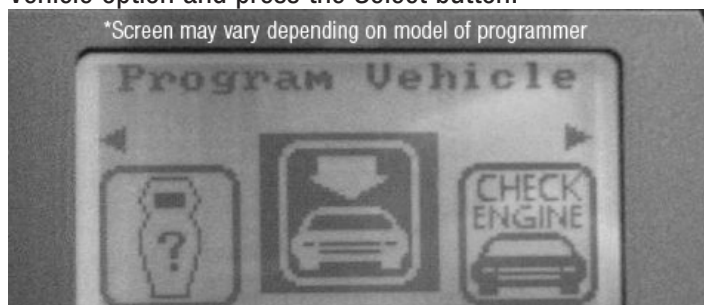 Vehicle option and press the Select button.
*Screen may vary depending on model of programmer
Program Vehicle
?
CHECK
ENGINE